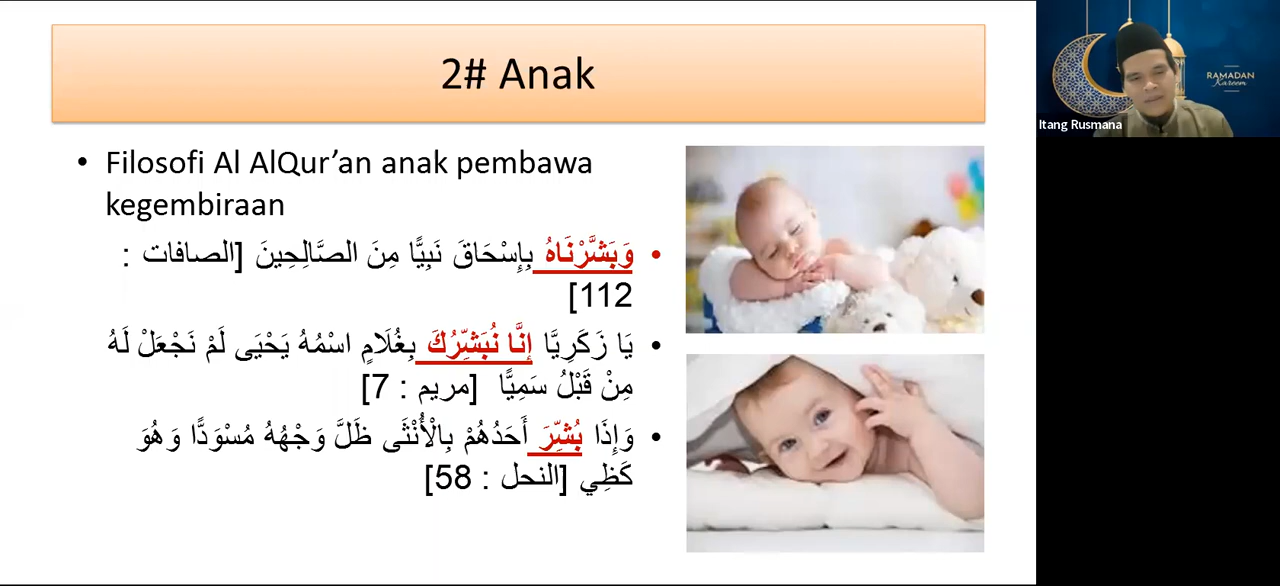 2# Anak
• Filosofi Al AlQur’an anak pembawa
kegembiraan
• وَبَشَّرْنَاهُ بِإِسْحَاقَ نَبِيًّا مِنَ الصَّالِحِينَ [الصافات :
112]
• يَا زَكَرِيَّا إِنَّا نُبَشِّرُكَ بِغُلَامٍ اسْمُهُ يَحْيَى لَمْ نَجْعَلْ لَهُ
مِنْ قَبْلُ سَمِيًّا [مريم : 7]
• وَإِذَا بُشِّرَ أَحَدُهُمْ بِالْأُنْثَى ظَلَّ وَجْهُهُ مُسْوَدًّا وَهُوَ
كَظِي [النحل : 58]
RAMADAN
Kareem
Itang Rusmana